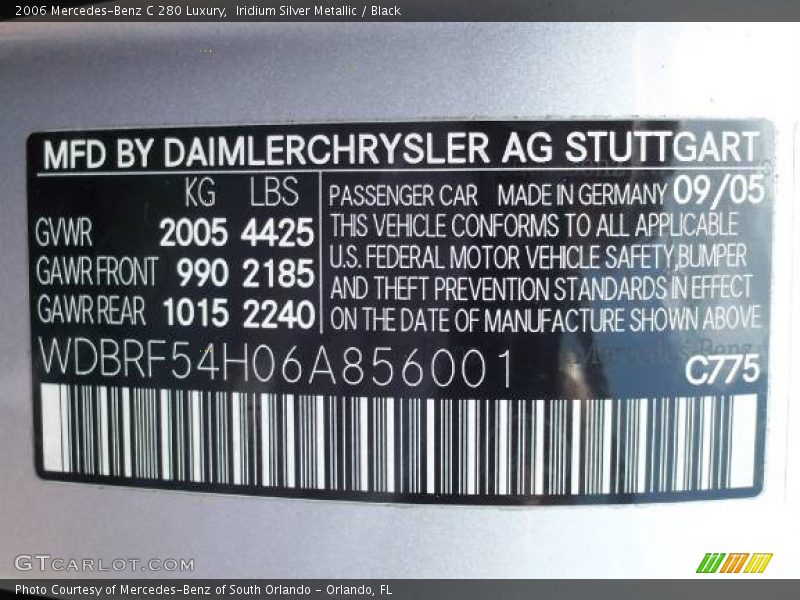 2006 Mercedes-Benz C 280 Luxury,  Iridium Silver Metallic / Black
MFD BY DAIMLERCHRYSLER AG STUTTGART
KG LBS
GVWR 2005 4425
GAWR FRONT 990 2185
GAWR REAR 1015 2240
PASSENGER CAR MADE IN GERMANY 09/05
THIS VEHICLE CONFORMS TO ALL APPLICABLE
U.S. FEDERAL MOTOR VEHICLE SAFETY,BUMPER
AND THEFT PREVENTION STANDARDS IN EFFECT
ON THE DATE OF MANUFACTURE SHOWN ABOVE
WDBRF54H06A856001
Mercedes-Benz
C775
GTCARLOT.COM
Photo Courtesy of Mercedes-Benz of South Orlando - Orlando, FL